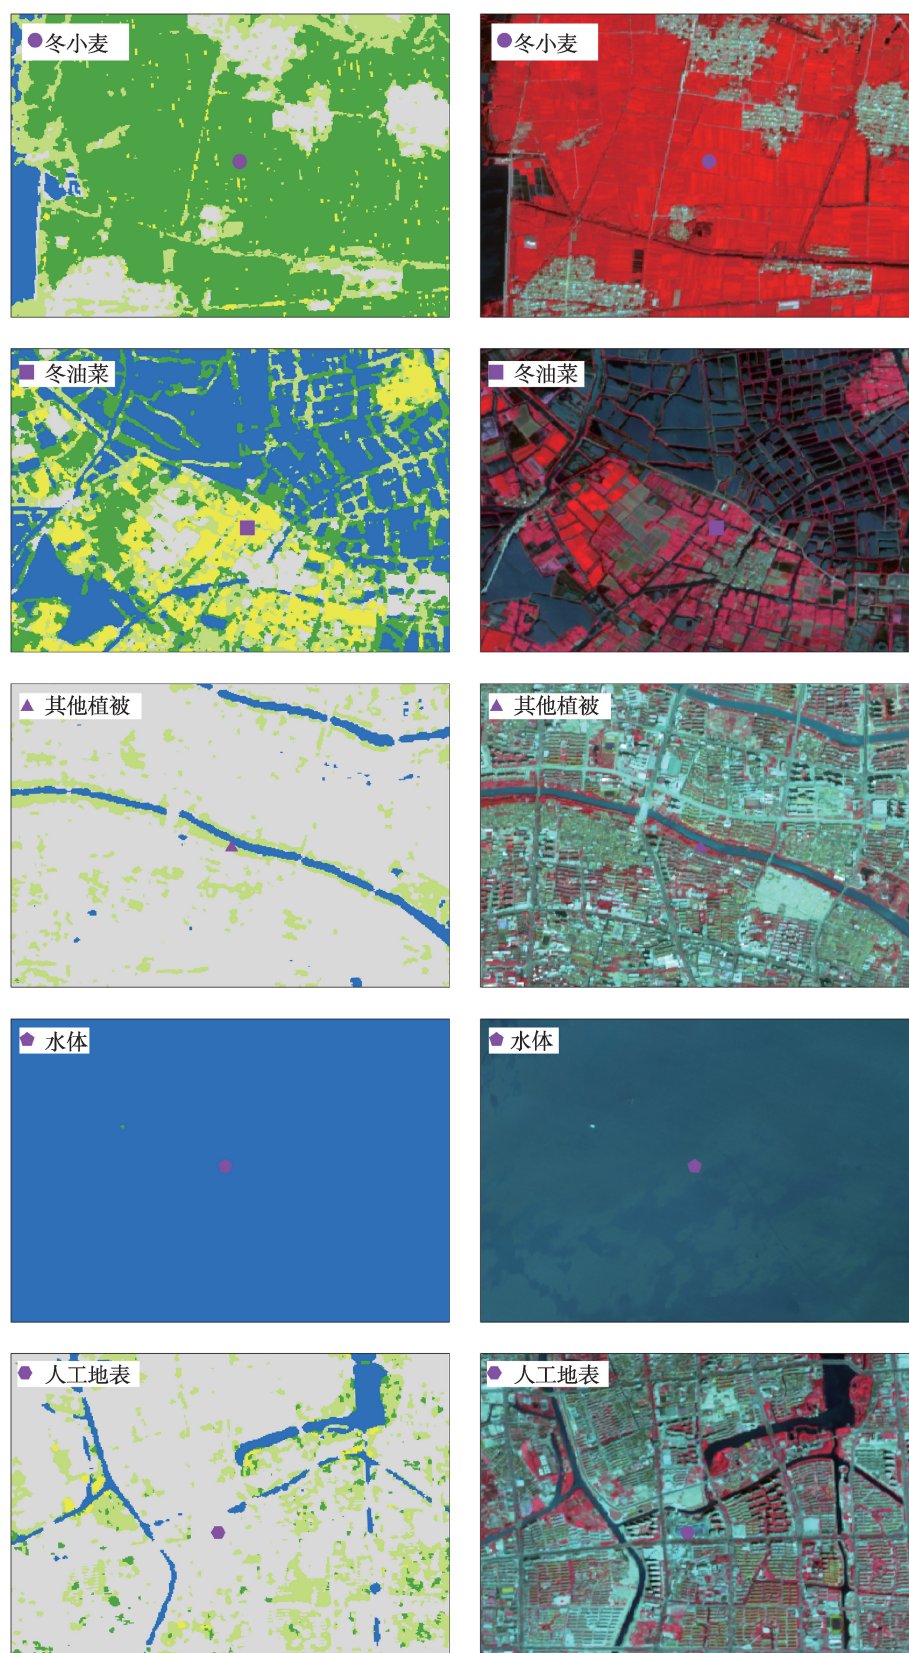 冬小麦
冬小麦
冬油菜
冬油菜
其他植被
其他植被
水体
水体
人工地表
人工地表